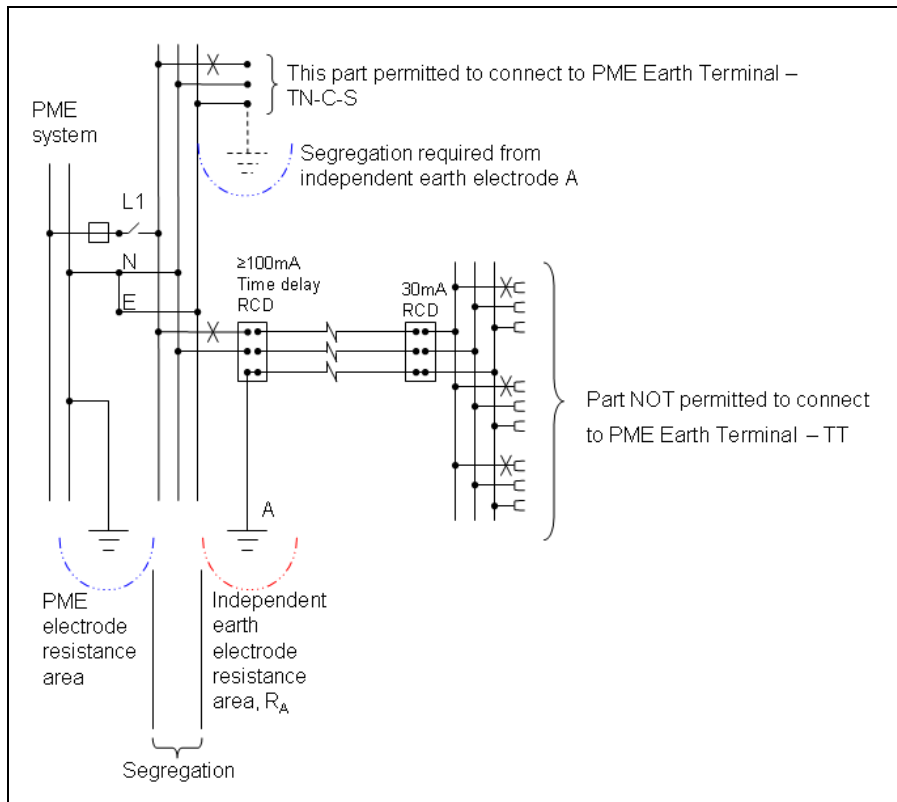 This part permitted to connect to PME Earth Terminal –
TN-C-S
PME
system
Segregation required from
independent earth electrode A
L1
N
E
≥100mA
Time delay
RCD
30mA
RCD
Part NOT permitted to connect
to PME Earth Terminal – TT
A
PME
electrode
resistance
area
Independent
earth
electrode
resistance
area, RA
Segregation